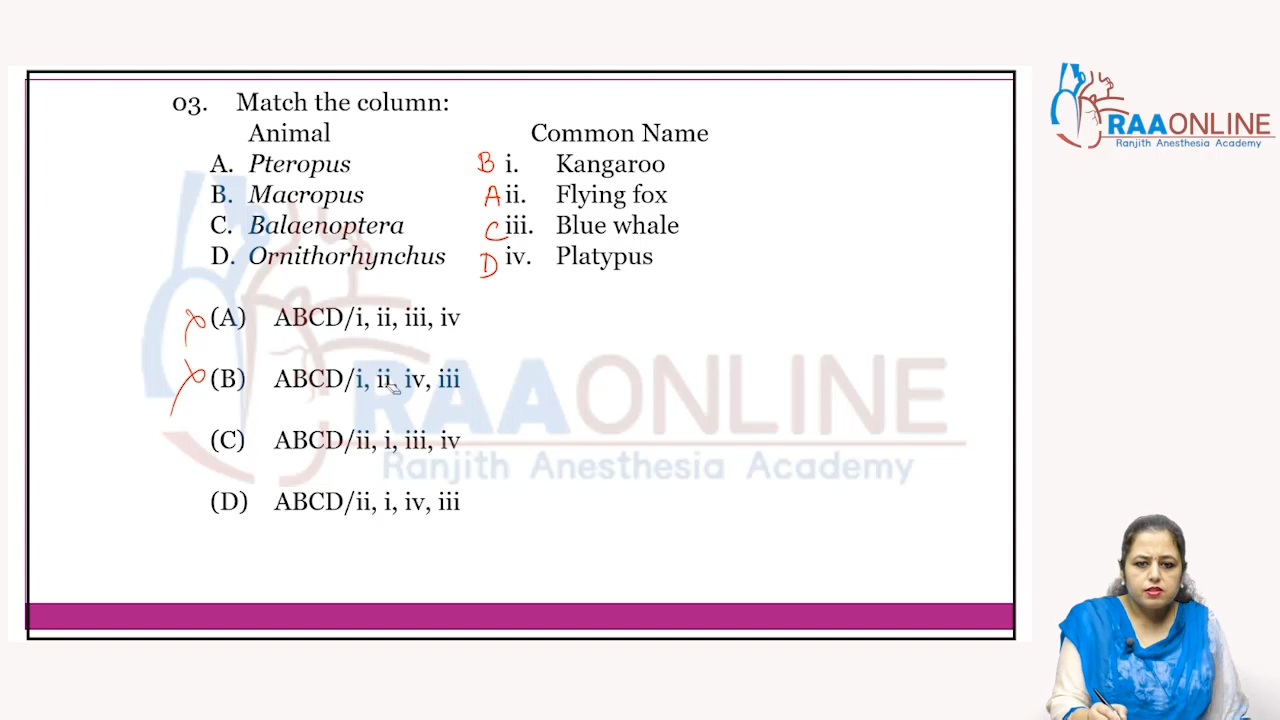 03. Match the column:
Animal Common Name
A. Pteropus B i. Kangaroo
B. Macropus A ii. Flying fox
C. Balaenoptera C iii. Blue whale
D. Ornithorhynchus D iv. Platypus
(A) ABCD/i, ii, iii, iv
(B) ABCD/i, ii, iv, iii
(C) ABCD/ii, i, iii, iv
(D) ABCD/ii, i, iv, iii
RAAONLINE
Ranjith Anesthesia Academy
RAAONLINE
Ranjith Anesthesia Academy